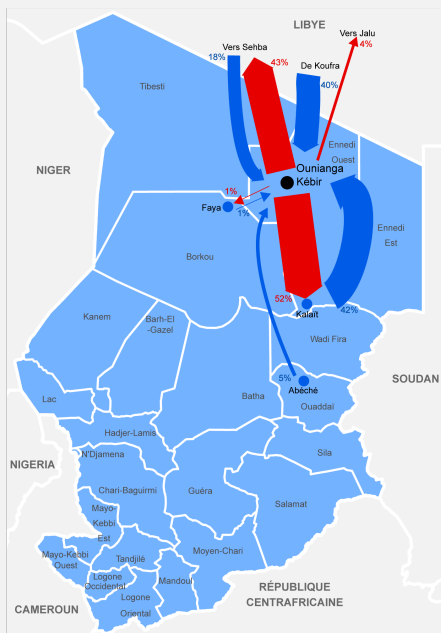 LIBYE
Vers Jalu
4%
Vers Sehba
18%
43%
De Koufra
40%
Tibesti
Ennedi
Ouest
NIGER
Ounianga
Kébir
1%
Faya
1%
Ennedi
Est
Borkou
52%
42%
Kalaït
Kanem
Barh-El
-Gazel
Wadi Fira
SOUDAN
5%
Abéché
Lac
Batha
Ouaddaï
Hadjer-Lamis
N'Djamena
Sila
NIGERIA
Chari-Baguirmi
Guéra
Salamat
Mayo-
Kebbi
Est
Mayo-Kebbi
Ouest
Tandjilé
Moyen-Chari
Logone
Occidental
Mandoul
Logone
Oriental
RÉPUBLIQUE
CENTRAFRICAINE
CAMEROUN